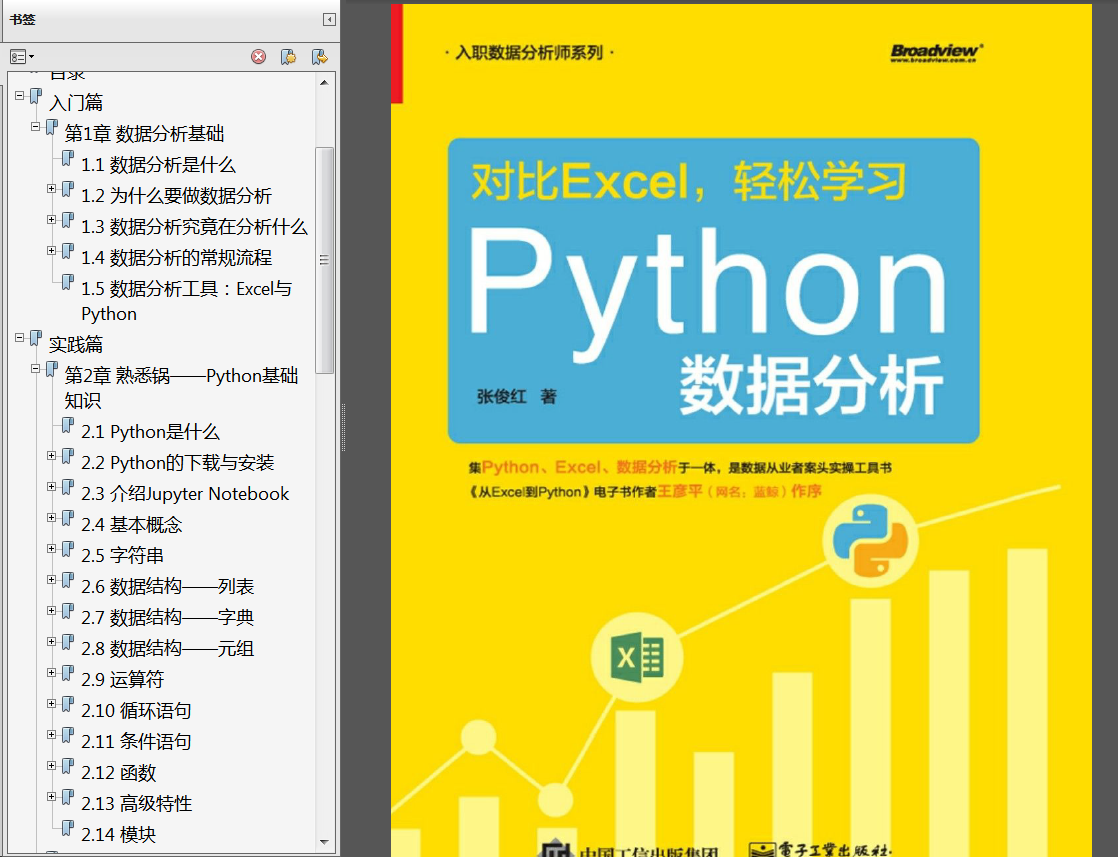 书签
目录
入门篇
第1章 数据分析基础
1.1 数据分析是什么
1.2 为什么要做数据分析
1.3 数据分析究竟在分析什么
1.4 数据分析的常规流程
1.5 数据分析工具：Excel与
Python
实践篇
第2章 熟悉锅——Python基础
知识
2.1 Python是什么
2.2 Python的下载与安装
2.3 介绍Jupyter Notebook
2.4 基本概念
2.5 字符串
2.6 数据结构——列表
2.7 数据结构——字典
2.8 数据结构——元组
2.9 运算符
2.10 循环语句
2.11 条件语句
2.12 函数
2.13 高级特性
2.14 模块
· 入职数据分析师系列 ·
Broadview®
www.broadview.com.cn
对比Excel，轻松学习
Python
数据分析
张俊红 著
集Python、Excel、数据分析于一体，是数据从业者案头实操工具书
《从Excel到Python》电子书作者王彦平（网名：蓝鲸）作序
X
中国工信出版集团
电子工业出版社.